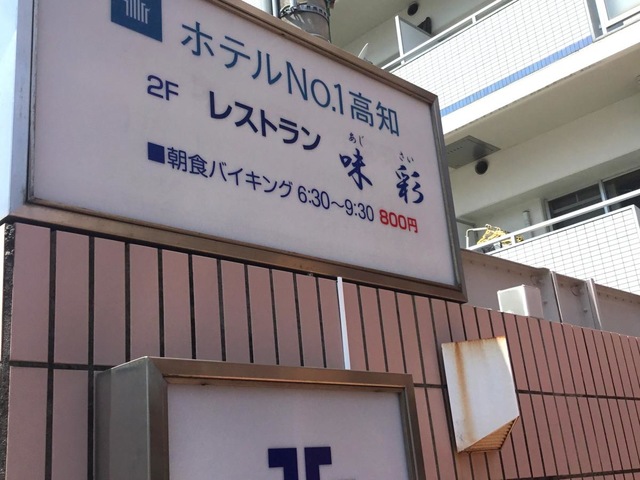 ホテルNO.1高知
2F レストラン 味彩
あじ さい
■朝食バイキング 6:30〜9:30 800円